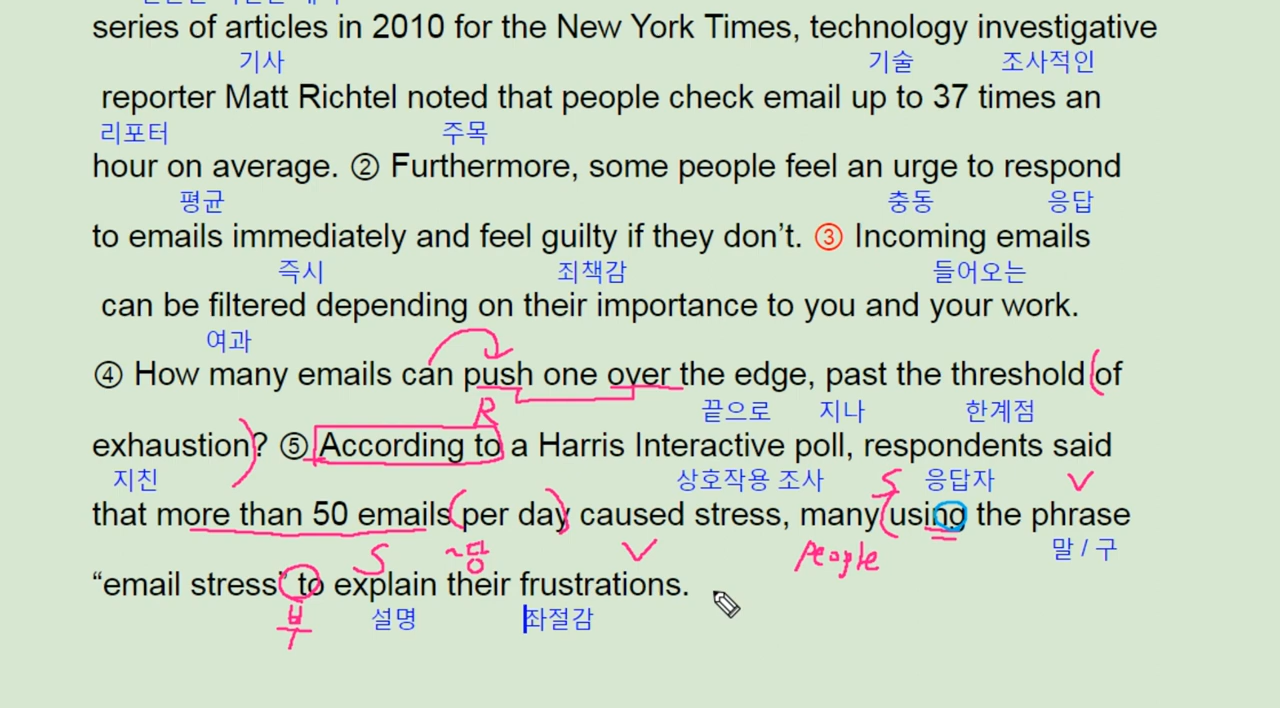 series of articles in 2010 for the New York Times, technology investigative
기사 기술 조사적인
reporter Matt Richtel noted that people check email up to 37 times an
리포터 주목
hour on average. ② Furthermore, some people feel an urge to respond
평균 충동 응답
to emails immediately and feel guilty if they don't. ③ Incoming emails
즉시 죄책감 들어오는
can be filtered depending on their importance to you and your work.
여과
④ How many emails can push one over the edge, past the threshold (of
R 끝으로 지나 한계점
exhaustion)? ⑤ According to a Harris Interactive poll, respondents said
지친 상호작용 조사 S 응답자 V
that more than 50 emails (per day) caused stress, many (using the phrase
S ~당 V people 말 / 구
“email stress” to explain their frustrations.
부 설명 좌절감